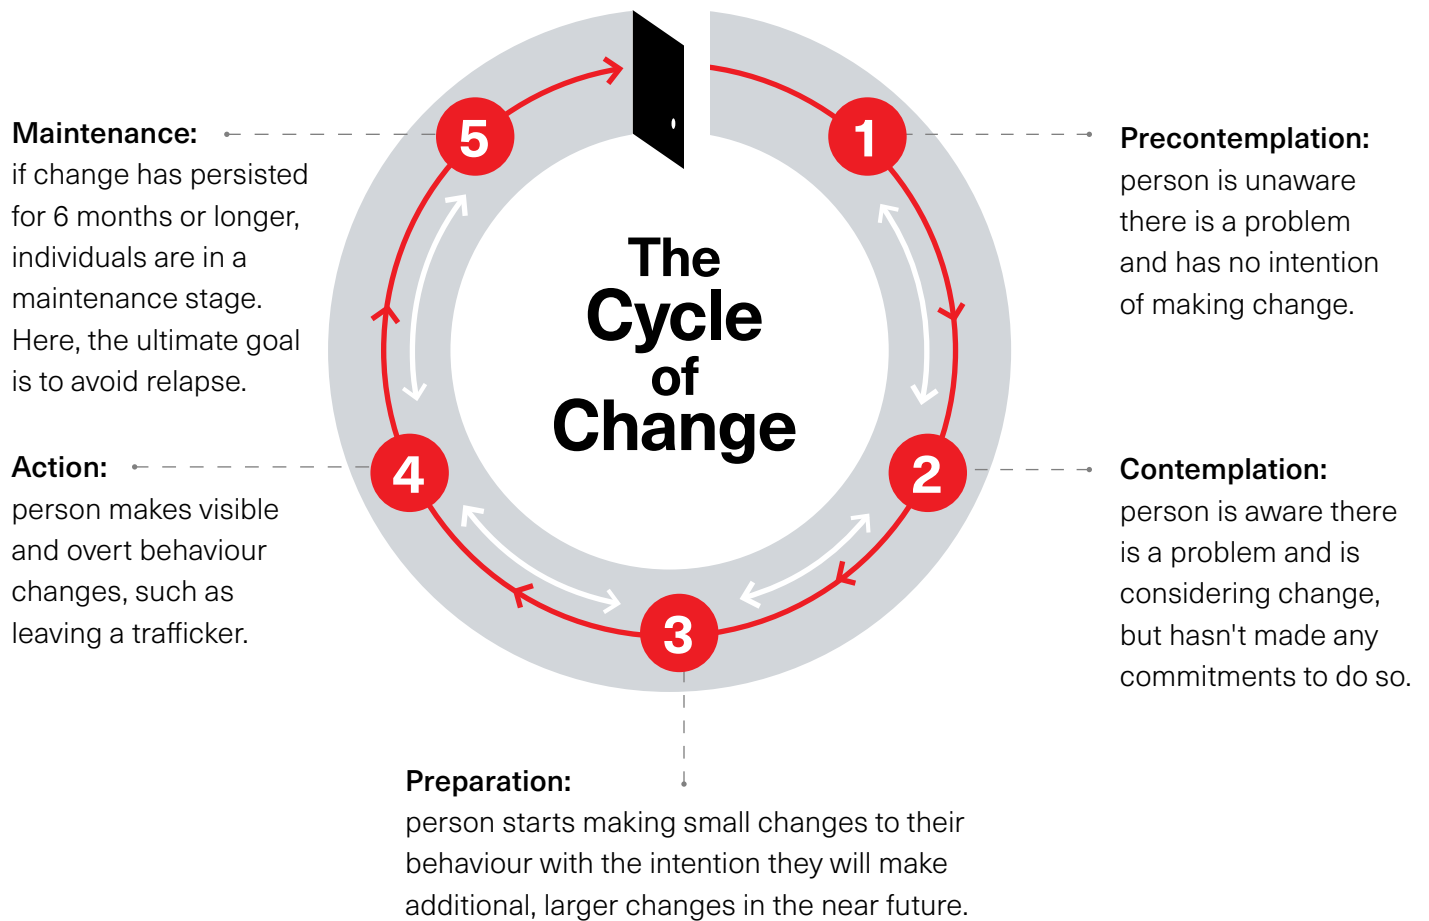 The
Cycle
of
Change
1
Precontemplation:
person is unaware
there is a problem
and has no intention
of making change.
2
Contemplation:
person is aware there
is a problem and is
considering change,
but hasn't made any
commitments to do so.
3
Preparation:
person starts making small changes to their
behaviour with the intention they will make
additional, larger changes in the near future.
4
Action:
person makes visible
and overt behaviour
changes, such as
leaving a trafficker.
5
Maintenance:
if change has persisted
for 6 months or longer,
individuals are in a
maintenance stage.
Here, the ultimate goal
is to avoid relapse.